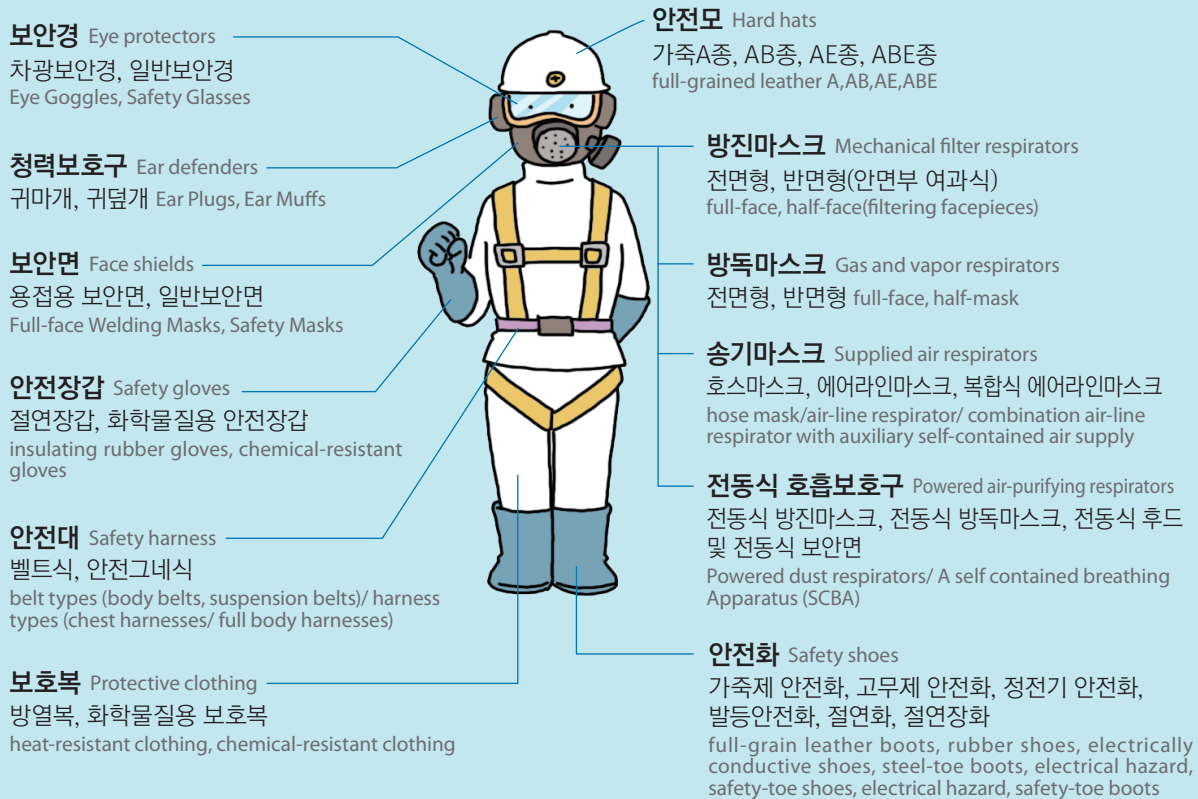 보안경 Eye protectors
차광보안경, 일반보안경
Eye Goggles, Safety Glasses
청력보호구 Ear defenders
귀마개, 귀덮개 Ear Plugs, Ear Muffs
보안면 Face shields
용접용 보안면, 일반보안면
Full-face Welding Masks, Safety Masks
안전장갑 Safety gloves
절연장갑, 화학물질용 안전장갑
insulating rubber gloves, chemical-resistant
gloves
안전대 Safety harness
벨트식, 안전그네식
belt types (body belts, suspension belts)/ harness
types (chest harnesses/ full body harnesses)
보호복 Protective clothing
방열복, 화학물질용 보호복
heat-resistant clothing, chemical-resistant clothing
안전모 Hard hats
가죽A종, AB종, AE종, ABE종
full-grained leather A,AB,AE,ABE
방진마스크 Mechanical filter respirators
전면형, 반면형(안면부 여과식)
full-face, half-face(filtering facepieces)
방독마스크 Gas and vapor respirators
전면형, 반면형 full-face, half-mask
송기마스크 Supplied air respirators
호스마스크, 에어라인마스크, 복합식 에어라인마스크
hose mask/air-line respirator/ combination air-line
respirator with auxiliary self-contained air supply
전동식 호흡보호구 Powered air-purifying respirators
전동식 방진마스크, 전동식 방독마스크, 전동식 후드
및 전동식 보안면
Powered dust respirators/ A self contained breathing
Apparatus (SCBA)
안전화 Safety shoes
가죽제 안전화, 고무제 안전화, 정전기 안전화,
발등안전화, 절연화, 절연장화
full-grain leather boots, rubber shoes, electrically
conductive shoes, steel-toe boots, electrical hazard,
safety-toe shoes, electrical hazard, safety-toe boots